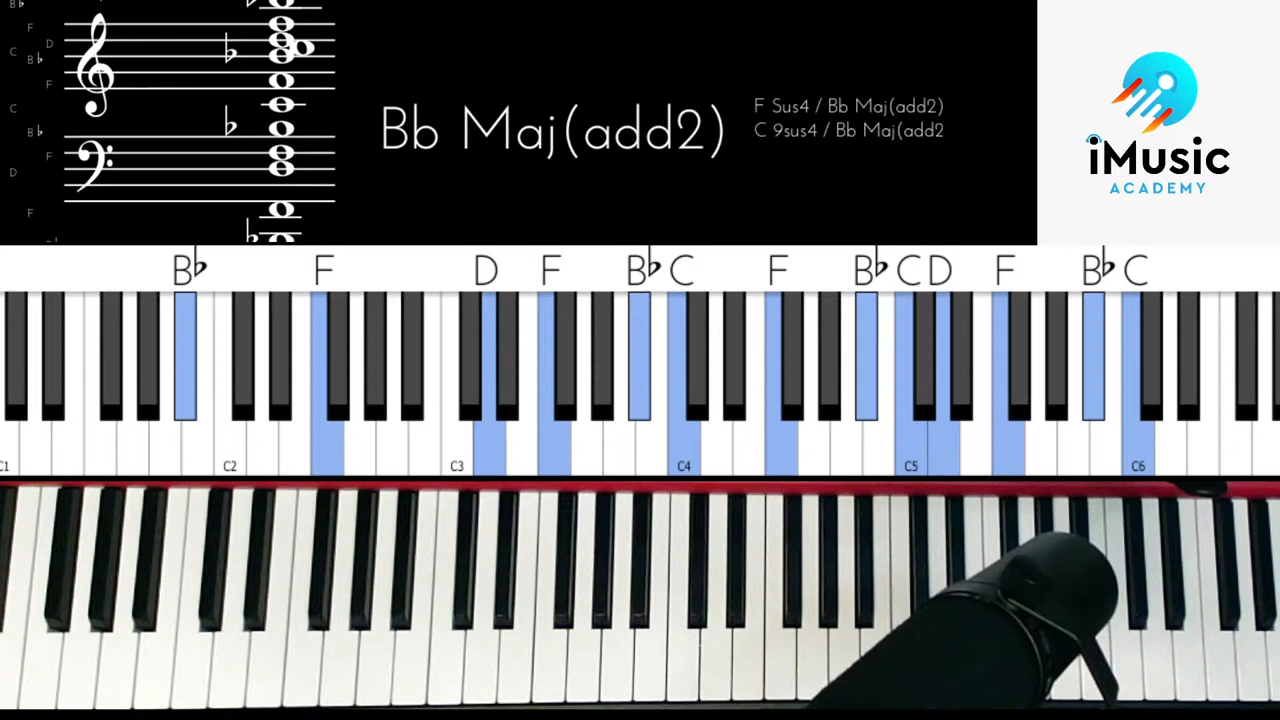 B♭
F
D
C
B♭
F
C
B♭
F
D
F
Bb Maj(add2)
F Sus4 / Bb Maj(add2)
C 9sus4 / Bb Maj(add2
iMusic
ACADEMY
B♭ F D F B♭ C F B♭ C D F B♭ C
C1 C2 C3 C4 C5 C6